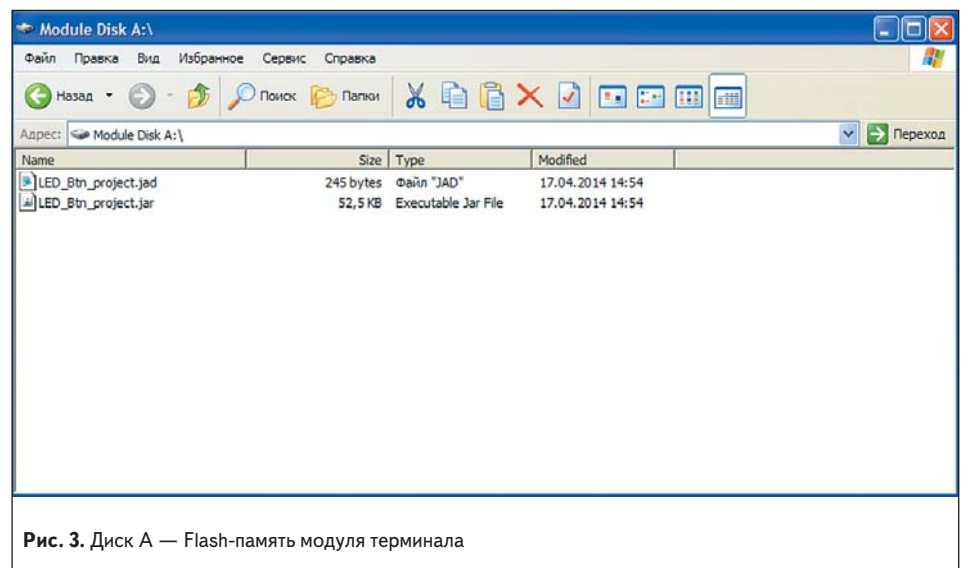 Module Disk A:\
Файл Правка Вид Избранное Сервис Справка
Назад Поиск Папки
Адрес: Module Disk A:\ Переход
Name Size Type Modified
LED_Btn_project.jad 245 bytes Файл "JAD" 17.04.2014 14:54
LED_Btn_project.jar 52,5 KB Executable Jar File 17.04.2014 14:54
Рис. 3. Диск А — Flash-память модуля терминала